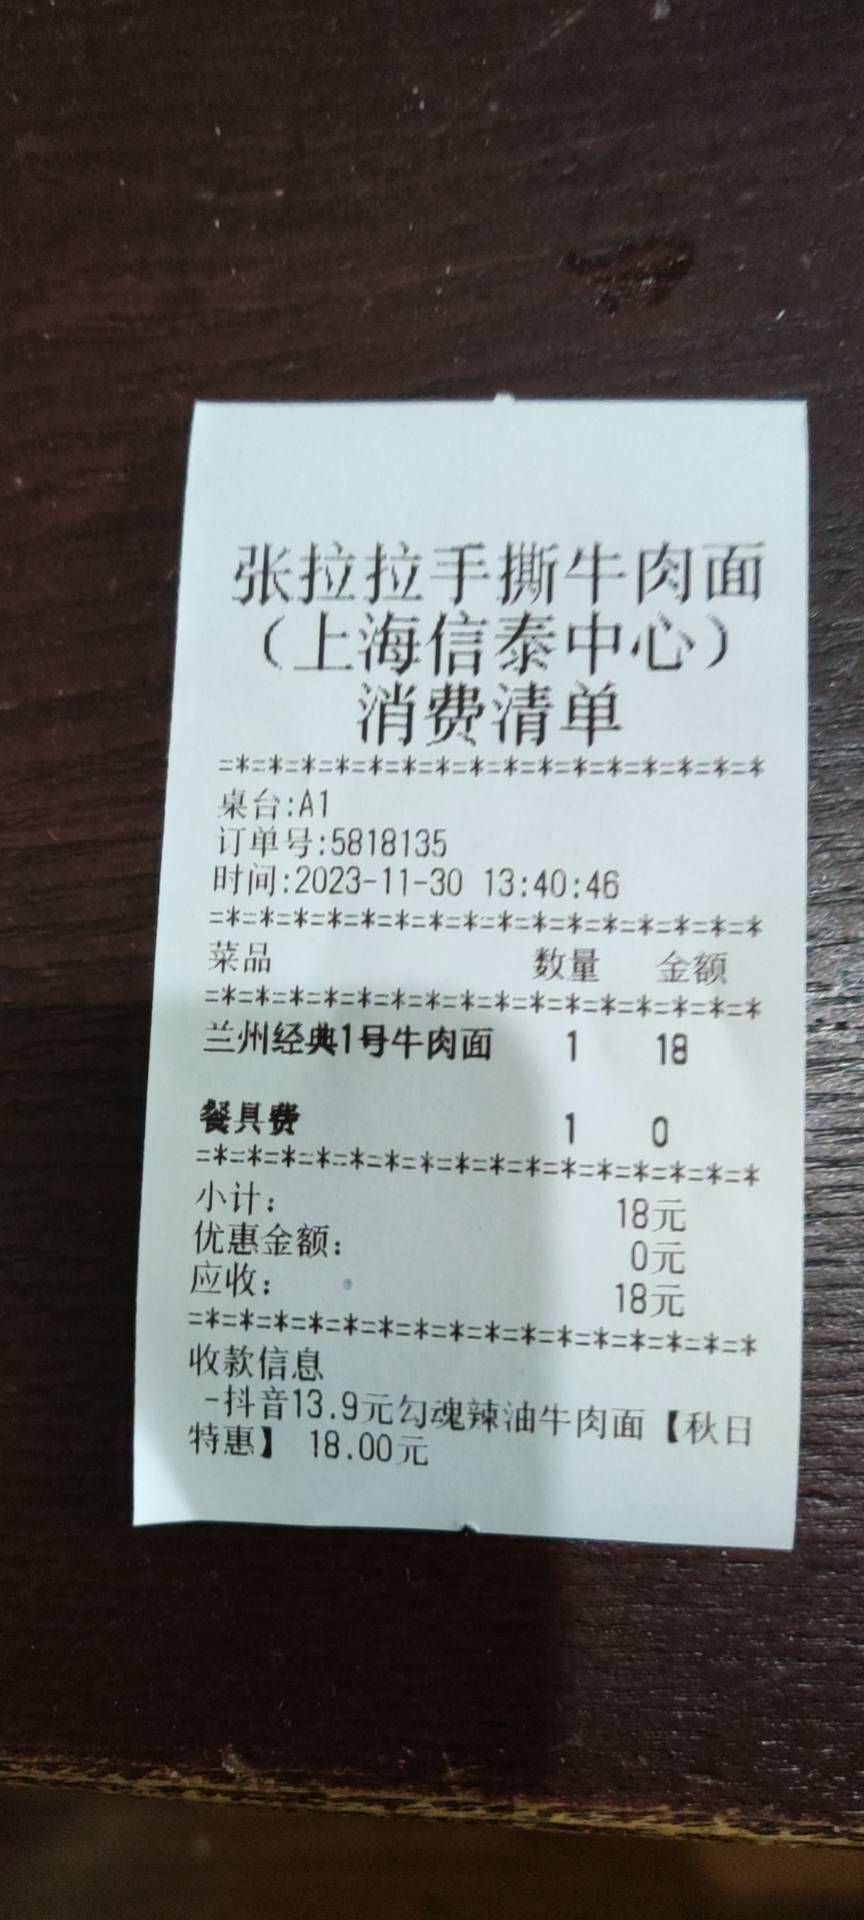 张拉拉手撕牛肉面
（上海信泰中心）
消费清单
=*=*=*=*=*=*=*=*=*=*=*=*=*=*=*=*
桌台:A1
订单号:5818135
时间:2023-11-30 13:40:46
=*=*=*=*=*=*=*=*=*=*=*=*=*=*=*=*
菜品 数量 金额
=*=*=*=*=*=*=*=*=*=*=*=*=*=*=*=*
兰州经典1号牛肉面 1 18
餐具费 1 0
=*=*=*=*=*=*=*=*=*=*=*=*=*=*=*=*
小计: 18元
优惠金额: 0元
应收: 18元
=*=*=*=*=*=*=*=*=*=*=*=*=*=*=*=*
收款信息
-抖音13.9元勾魂辣油牛肉面【秋日
特惠】 18.00元